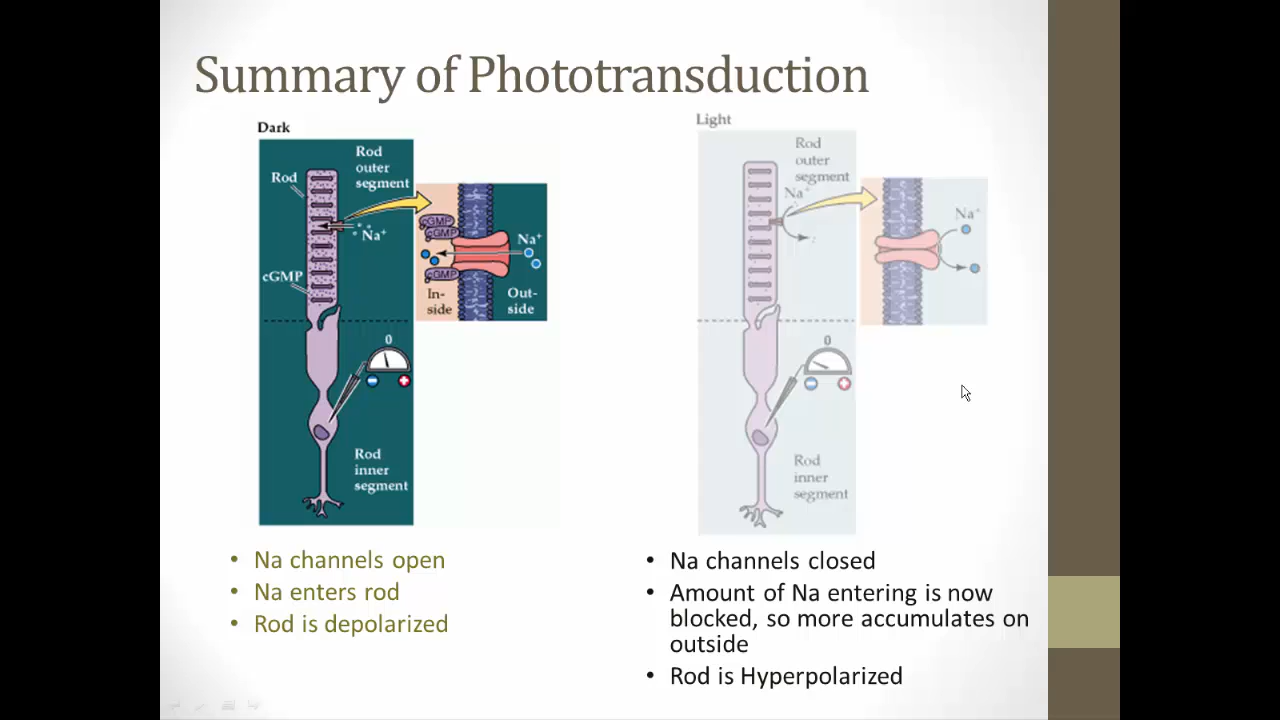 Summary of Phototransduction
Dark
Rod
outer
segment
Rod
Na⁺
cGMP
cGMP
cGMP
cGMP
Na⁺
In-
side
Out-
side
0
Rod
inner
segment
Light
Rod
outer
segment
Na⁺
Na⁺
0
Rod
inner
segment
• Na channels open
• Na enters rod
• Rod is depolarized
• Na channels closed
• Amount of Na entering is now
blocked, so more accumulates on
outside
• Rod is Hyperpolarized